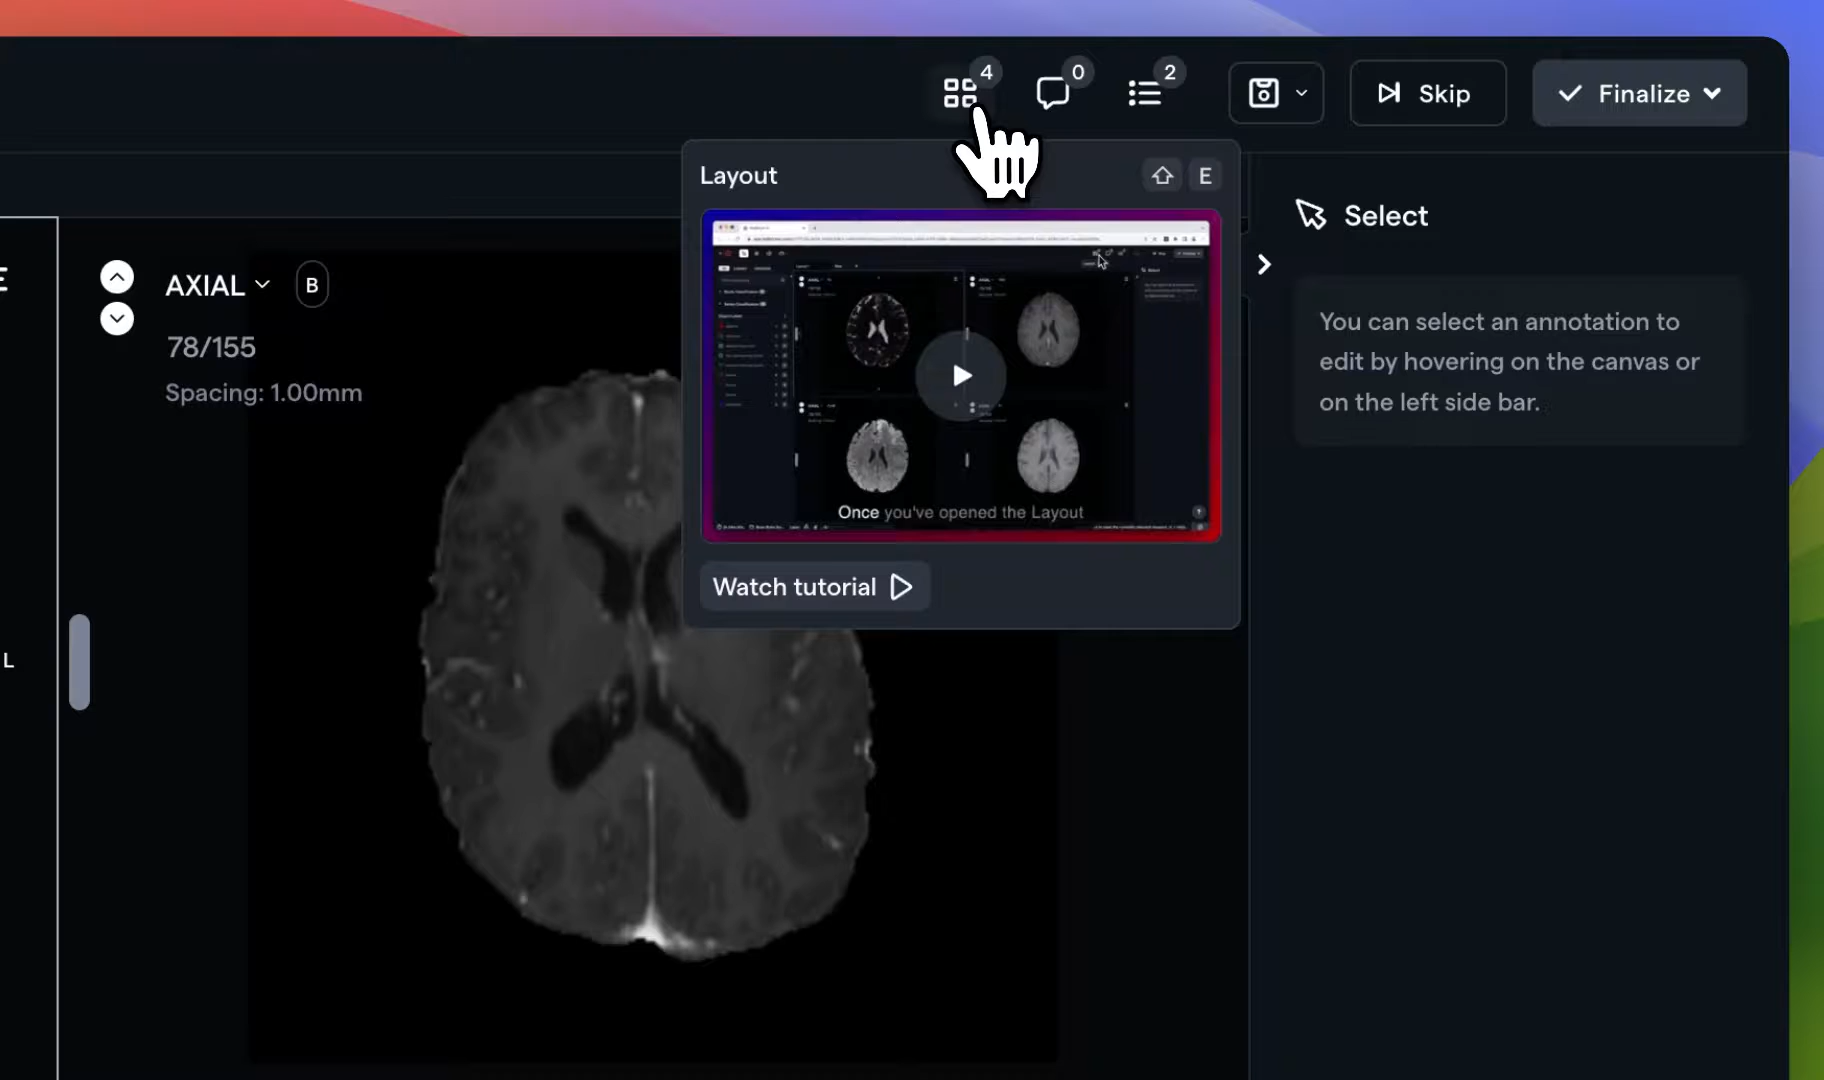 4
0
2
Skip
Finalize
Layout
E
Select
AXIAL
B
78/155
Spacing: 1.00mm
You can select an annotation to
edit by hovering on the canvas or
on the left side bar.
Once you've opened the Layout
Watch tutorial
L